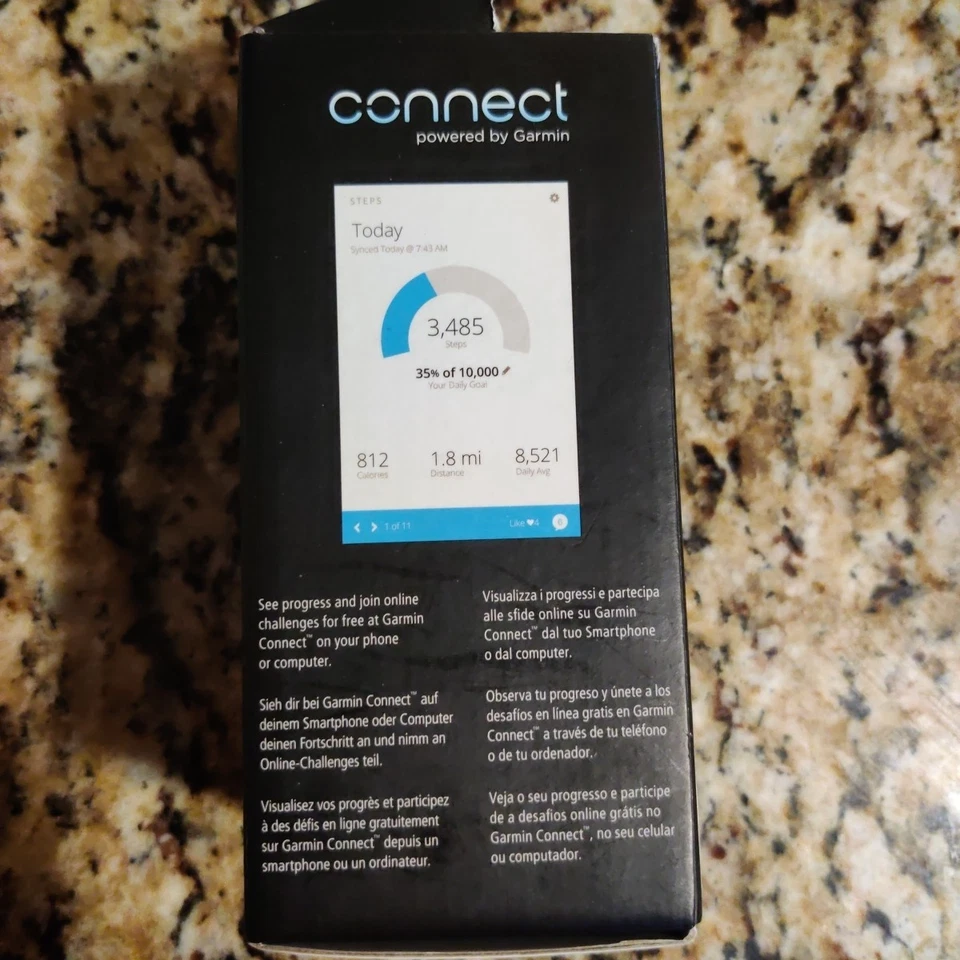 connect
powered by Garmin
STEPS
Today
Synced Today @ 7:43 AM
3,485
Steps
35% of 10,000
Your Daily Goal
812
Calories
1.8 mi
Distance
8,521
Daily Avg
1 of 11
Like ♥4
0
See progress and join online
challenges for free at Garmin
Connect™ on your phone
or computer.
Sieh dir bei Garmin Connect™ auf
deinem Smartphone oder Computer
deinen Fortschritt an und nimm an
Online-Challenges teil.
Visualisez vos progrès et participez
à des défis en ligne gratuitement
sur Garmin Connect™ depuis un
smartphone ou un ordinateur.
Visualizza i progressi e partecipa
alle sfide online su Garmin
Connect™ dal tuo Smartphone
o dal computer.
Observa tu progreso y únete a los
desafíos en línea gratis en Garmin
Connect™ a través de tu teléfono
o de tu ordenador.
Veja o seu progresso e participe
de a desafios online grátis no
Garmin Connect™, no seu celular
ou computador.